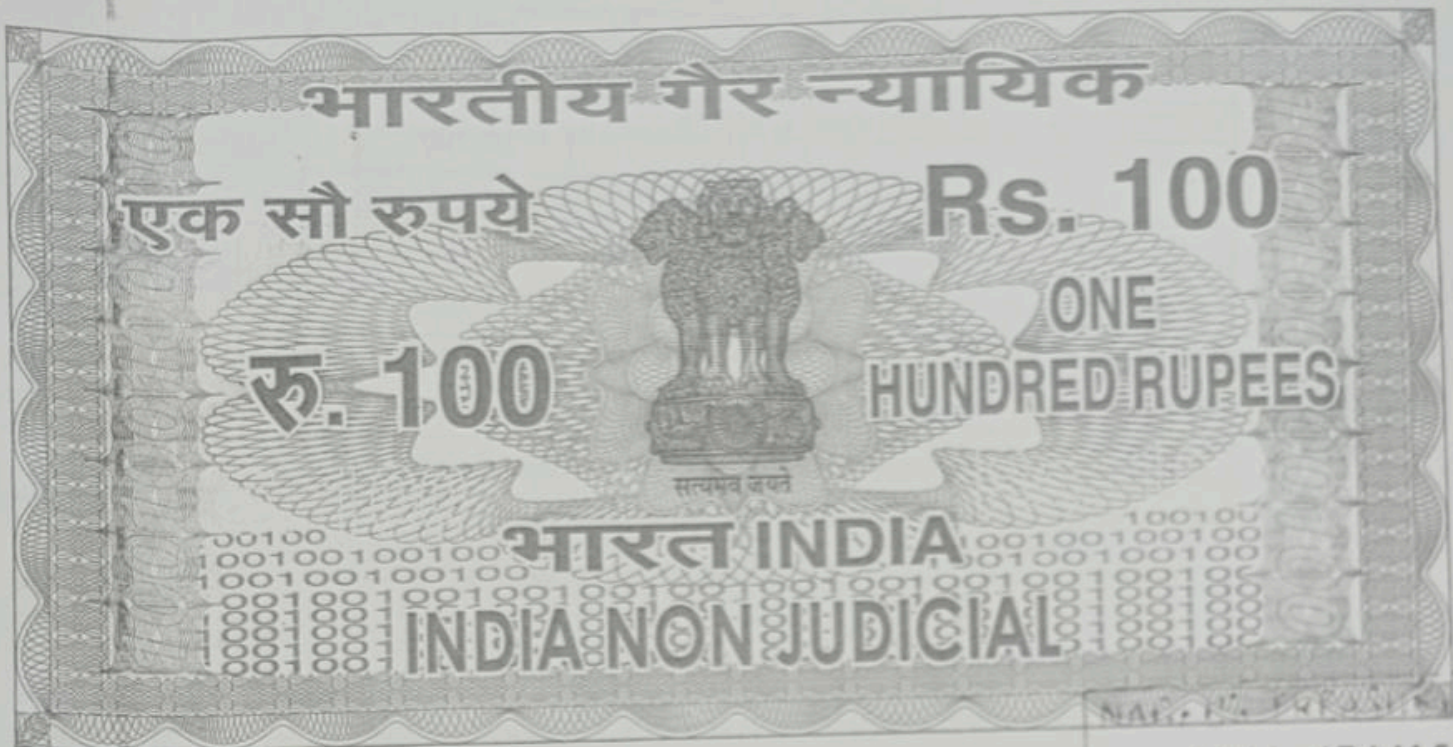 भारतीय गैर न्यायिक
एक सौ रुपये
Rs. 100
रु. 100
ONE
HUNDRED RUPEES
सत्यमेव जयते
भारत INDIA
INDIA NON JUDICIAL